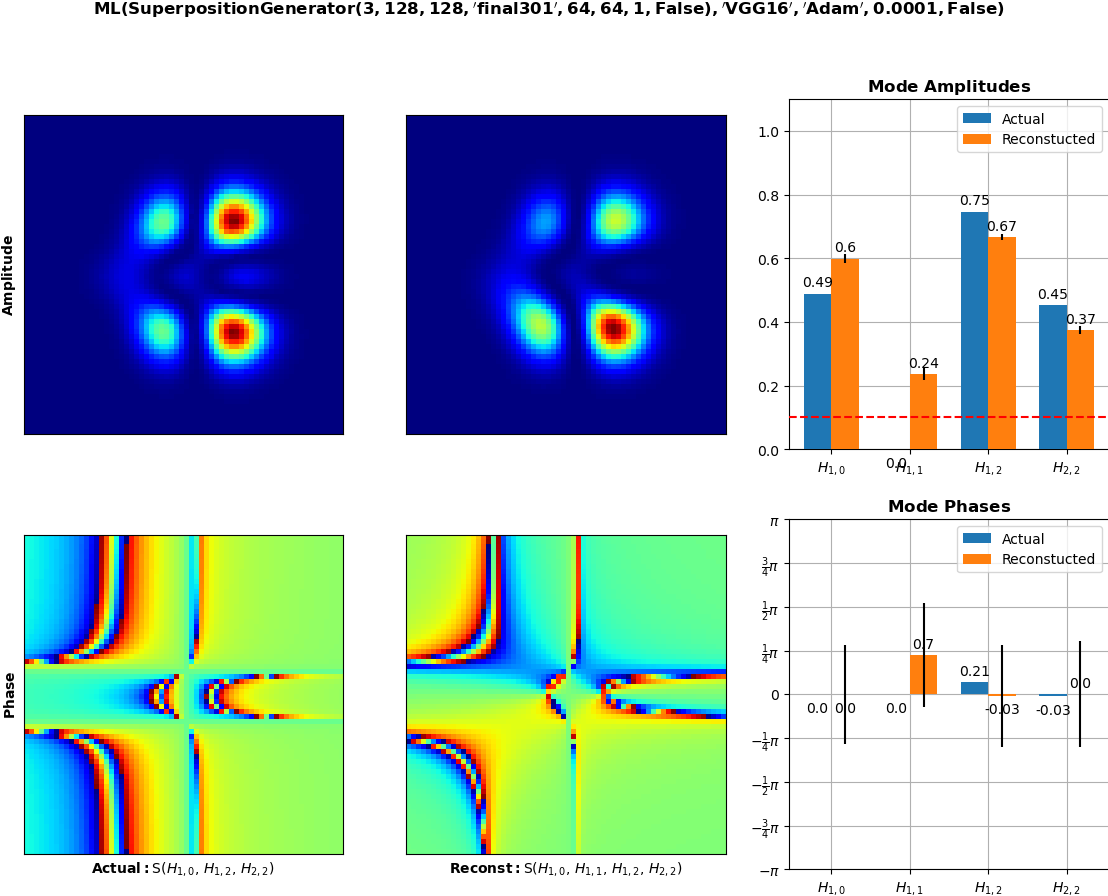 ML(SuperpositionGenerator(3, 128, 128, ′final301′, 64, 64, 1, False), ′VGG16′, ′Adam′, 0.0001, False)
Amplitude
Mode Amplitudes
Actual
Reconstucted
1.0
0.8
0.6
0.4
0.2
0.0
0.49
0.6
0.0
0.24
0.75
0.67
0.45
0.37
H1,0
H1,1
H1,2
H2,2
Phase
Actual: S(H1,0, H1,2, H2,2)
Reconst: S(H1,0, H1,1, H1,2, H2,2)
Mode Phases
Actual
Reconstucted
π
3/4π
1/2π
1/4π
0
−1/4π
−1/2π
−3/4π
−π
0.0
0.0
0.0
0.7
0.21
-0.03
-0.03
0.0
H1,0
H1,1
H1,2
H2,2